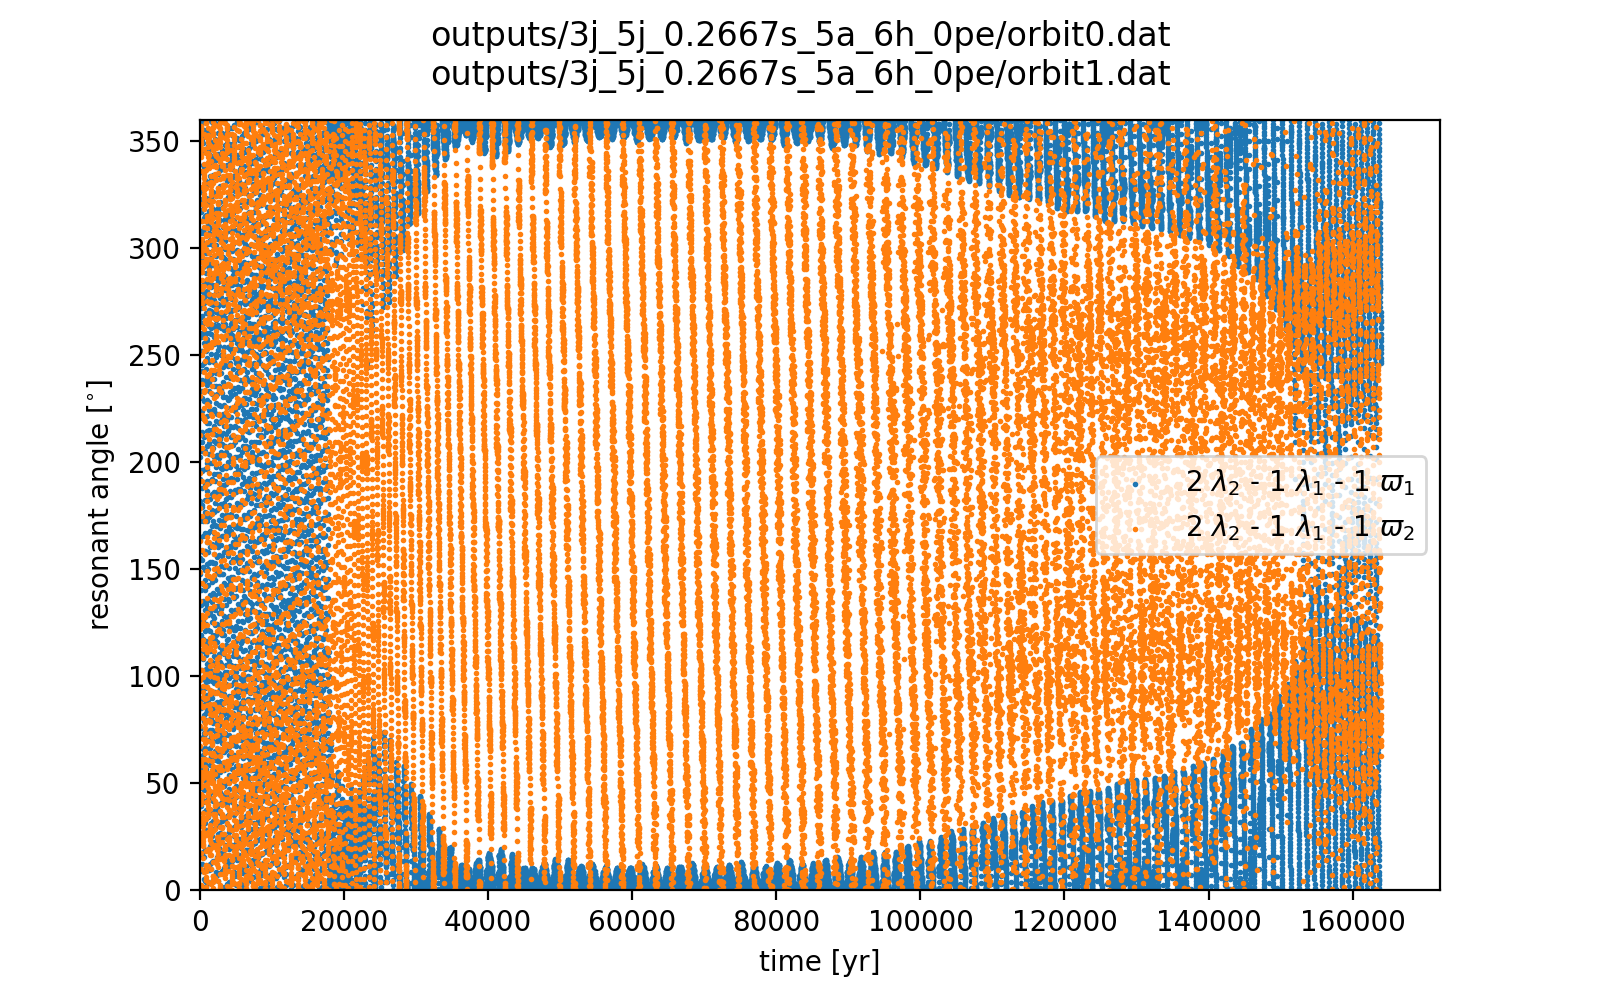 outputs/3j_5j_0.2667s_5a_6h_0pe/orbit0.dat
outputs/3j_5j_0.2667s_5a_6h_0pe/orbit1.dat
350
300
250
200
150
100
50
0
resonant angle [°]
2 λ₂ - 1 λ₁ - 1 ϖ₁
2 λ₂ - 1 λ₁ - 1 ϖ₂
0 20000 40000 60000 80000 100000 120000 140000 160000
time [yr]